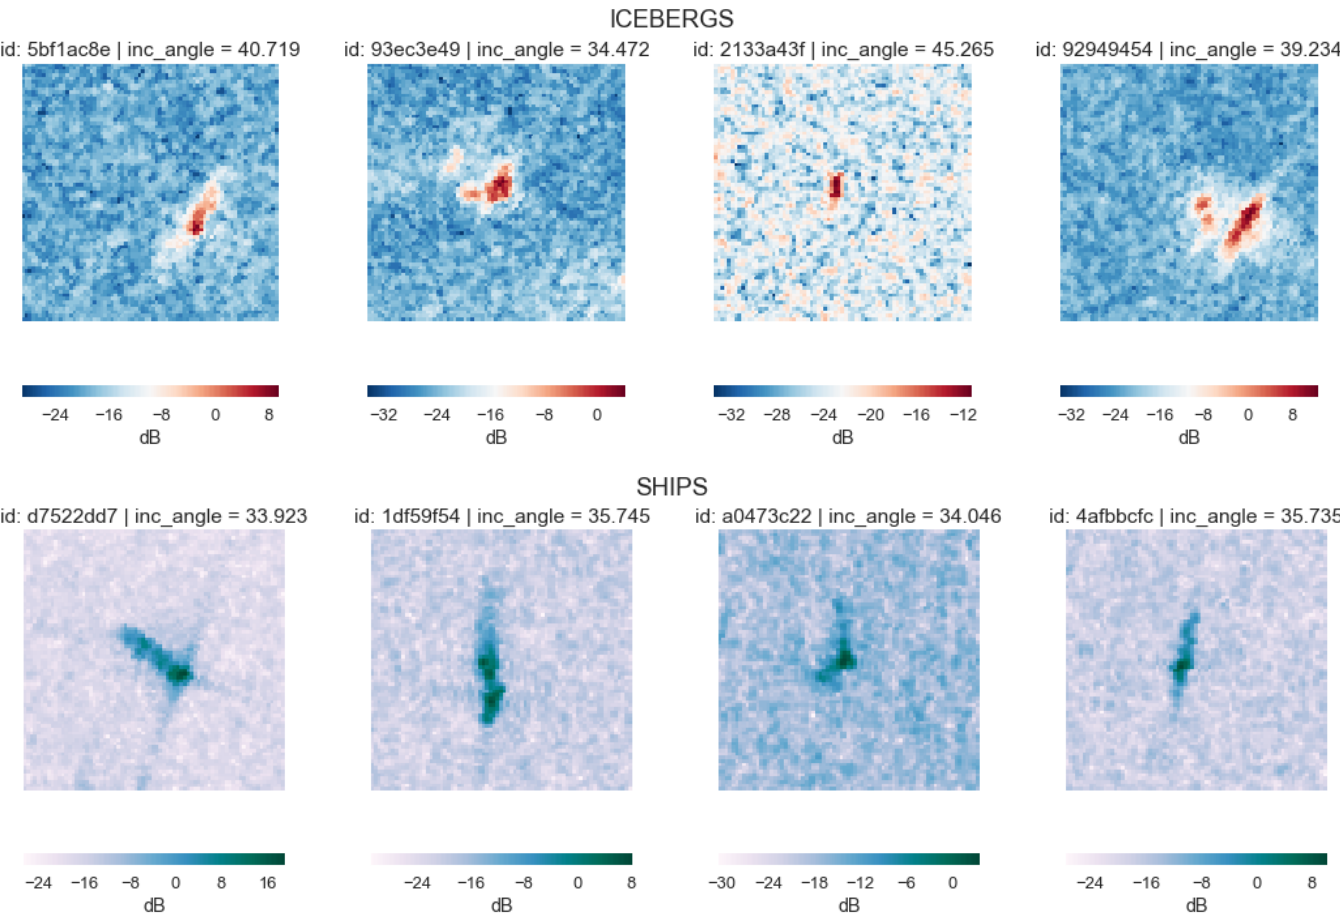 ICEBERGS
id: 5bf1ac8e | inc_angle = 40.719 id: 93ec3e49 | inc_angle = 34.472 id: 2133a43f | inc_angle = 45.265 id: 92949454 | inc_angle = 39.234
−24 −16 −8 0 8 −32 −24 −16 −8 0 −32 −28 −24 −20 −16 −12 −32 −24 −16 −8 0 8
dB dB dB dB
SHIPS
id: d7522dd7 | inc_angle = 33.923 id: 1df59f54 | inc_angle = 35.745 id: a0473c22 | inc_angle = 34.046 id: 4afbbcfc | inc_angle = 35.735
−24 −16 −8 0 8 16 −24 −16 −8 0 8 −30 −24 −18 −12 −6 0 −24 −16 −8 0 8
dB dB dB dB